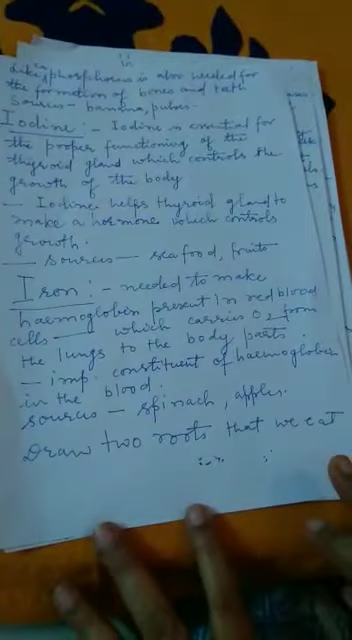 Like, phosphorus is also needed for
the formation of bones and teeth
Sources - banana, pulses.
Iodine :- Iodine is essential for
the proper functioning of the
thyroid gland which controls the
growth of the body
- Iodine helps thyroid gland to
make a hormone which controls
growth.
- sources - sea food, fruits
Iron :- needed to make
haemoglobin present in red blood
cells - which carries O2 from
the lungs to the body parts.
- imp. constituent of haemoglobin
in the blood.
sources - spinach, apples.
Draw two roots that we eat